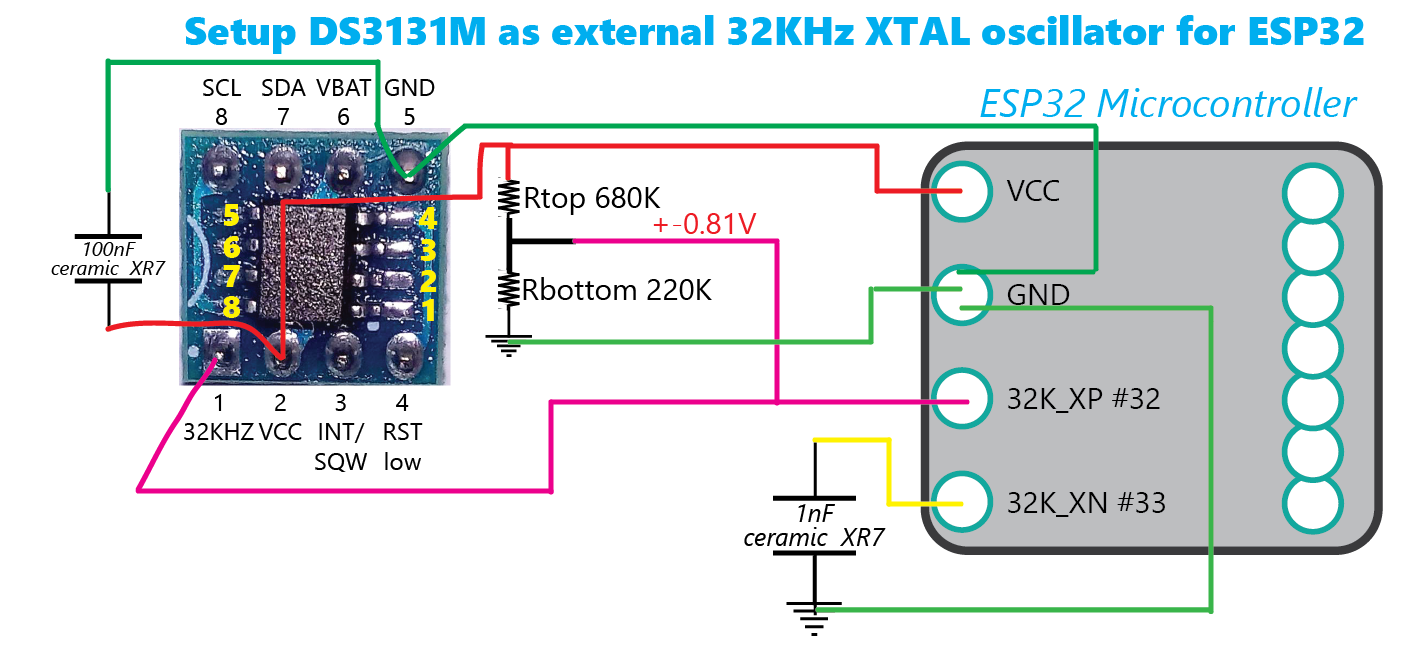 Setup DS3131M as external 32KHz XTAL oscillator for ESP32
ESP32 Microcontroller
SCL SDA VBAT GND
8 7 6 5
5 4
6 3
7 2
8 1
1 2 3 4
32KHZ VCC INT/ RST
SQW low
100nF
ceramic XR7
Rtop 680K
+-0.81V
Rbottom 220K
VCC
GND
32K_XP #32
32K_XN #33
1nF
ceramic XR7